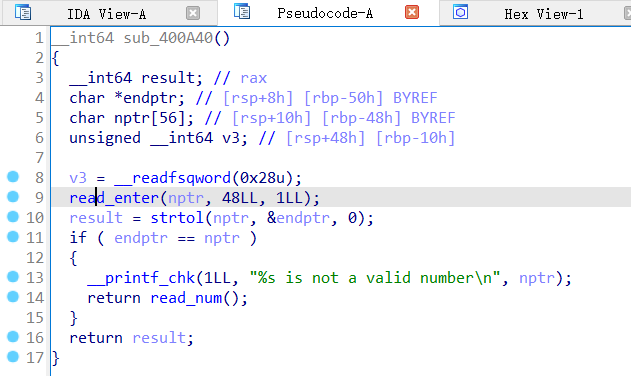 IDA View-A Pseudocode-A Hex View-1
1 __int64 sub_400A40()
2 {
3 __int64 result; // rax
4 char *endptr; // [rsp+8h] [rbp-50h] BYREF
5 char nptr[56]; // [rsp+10h] [rbp-48h] BYREF
6 unsigned __int64 v3; // [rsp+48h] [rbp-10h]
7
8 v3 = __readfsqword(0x28u);
9 read_enter(nptr, 48LL, 1LL);
10 result = strtol(nptr, &endptr, 0);
11 if ( endptr == nptr )
12 {
13 __printf_chk(1LL, "%s is not a valid number\n", nptr);
14 return read_num();
15 }
16 return result;
17 }